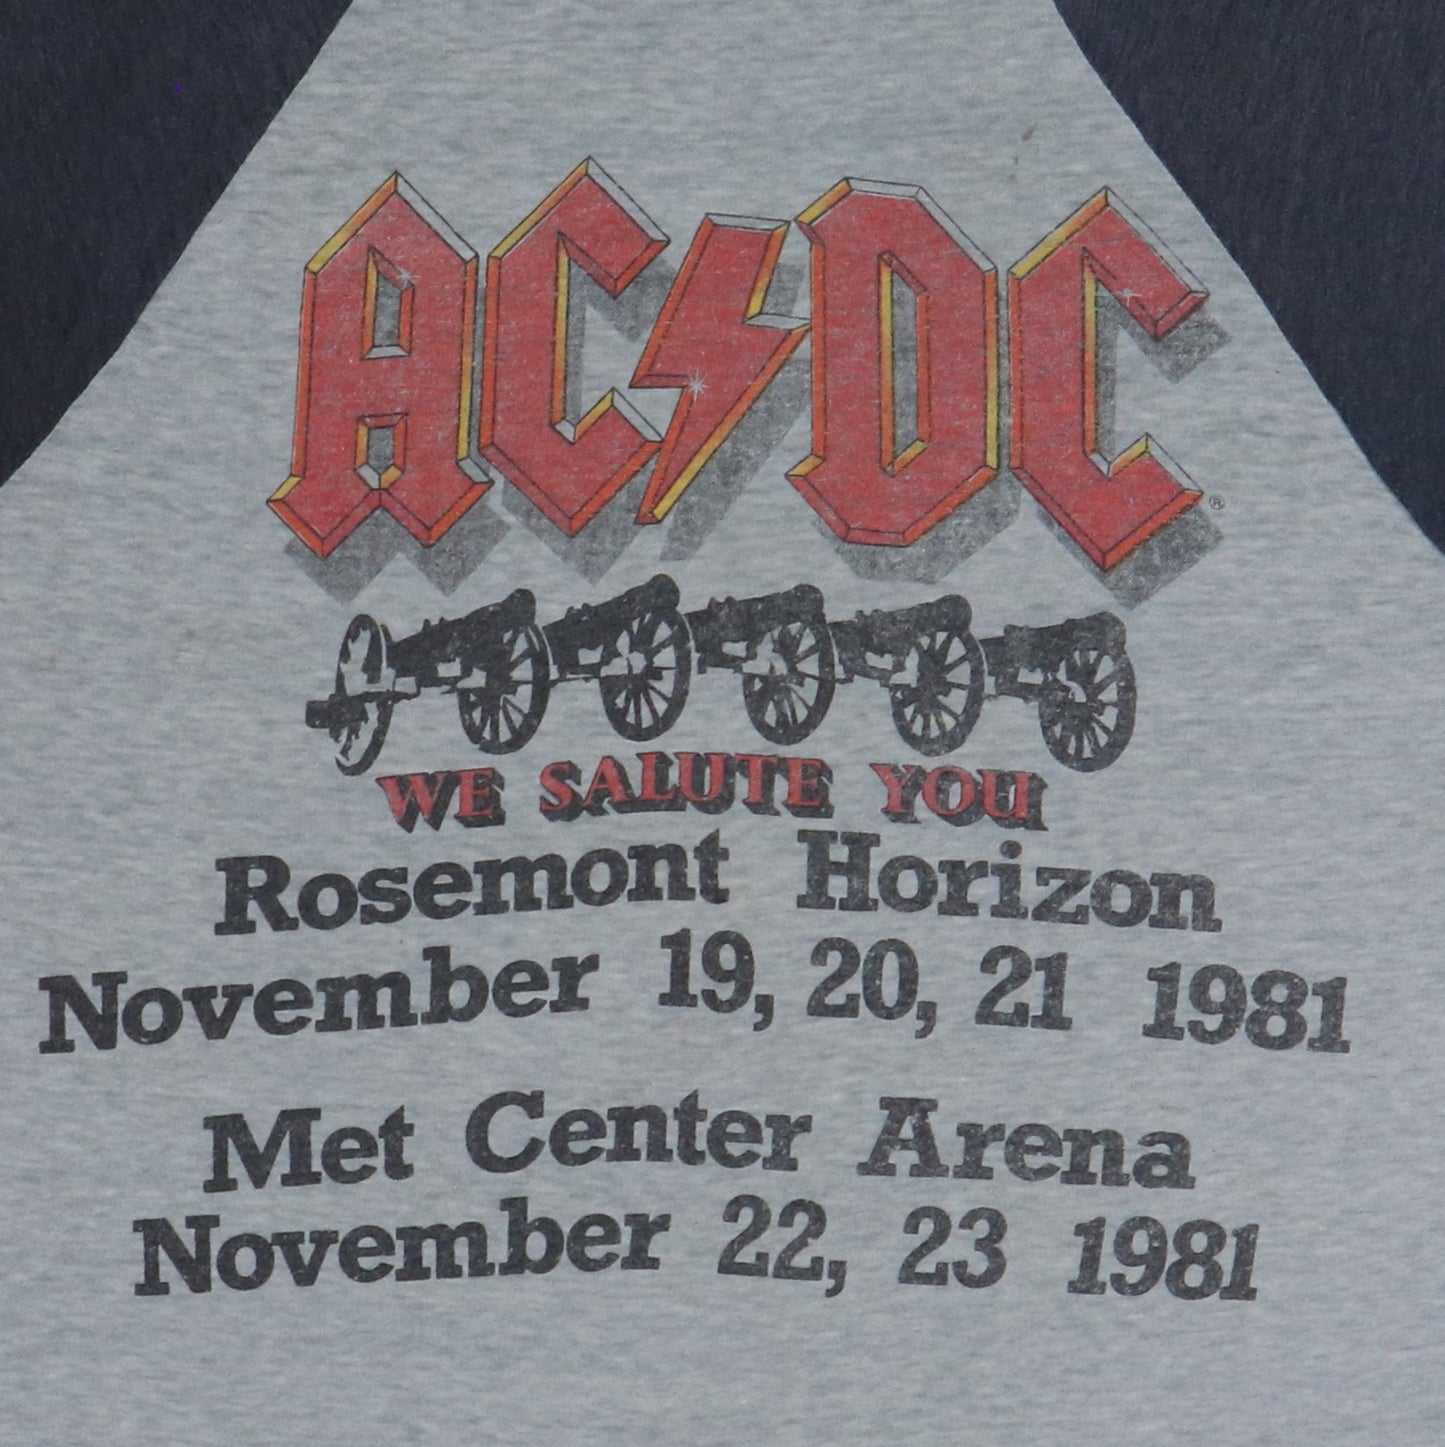 AC/DC®
WE SALUTE YOU
Rosemont Horizon
November 19, 20, 21 1981
Met Center Arena
November 22, 23 1981